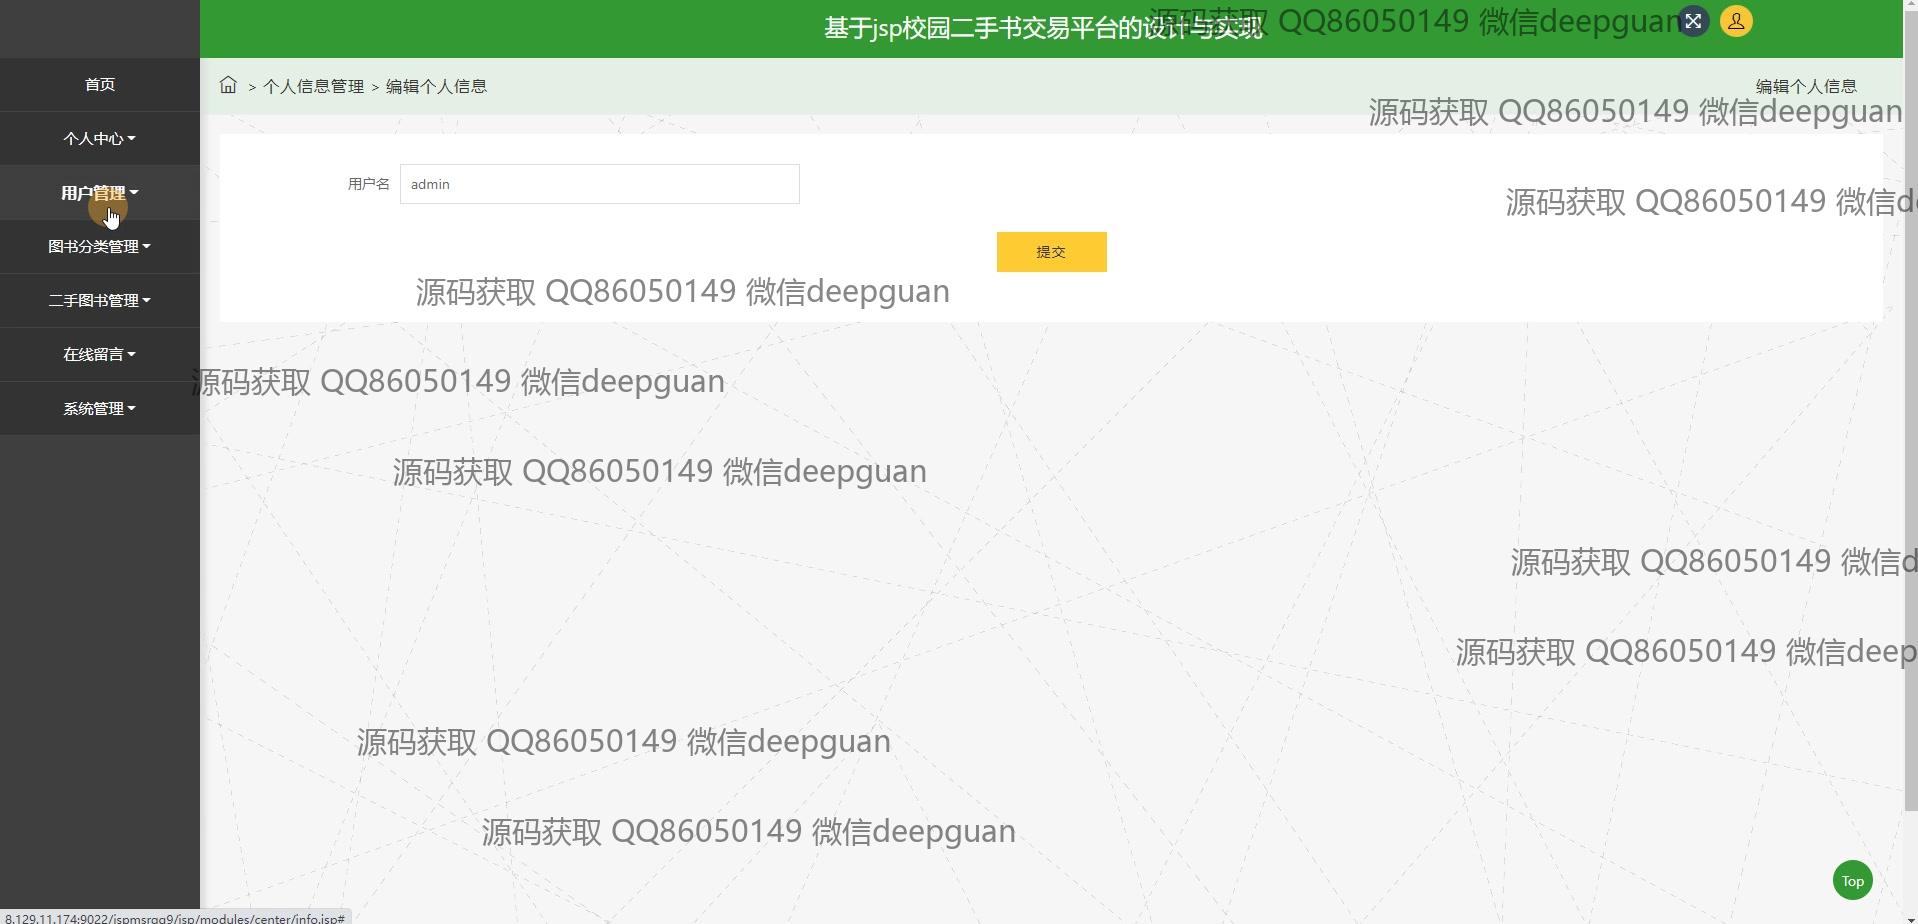 基于jsp校园二手书交易平台的设计与实现
源码获取 QQ86050149 微信deepguan
首页
个人中心
用户管理
图书分类管理
二手图书管理
在线留言
系统管理
> 个人信息管理 > 编辑个人信息
编辑个人信息
源码获取 QQ86050149 微信deepguan
用户名
admin
源码获取 QQ86050149 微信de
提交
源码获取 QQ86050149 微信deepguan
源码获取 QQ86050149 微信deepguan
源码获取 QQ86050149 微信deepguan
源码获取 QQ86050149 微信d
源码获取 QQ86050149 微信deep
源码获取 QQ86050149 微信deepguan
源码获取 QQ86050149 微信deepguan
Top
8.129.11.174:9022/jspmsrgg9/jsp/modules/center/info.jsp#